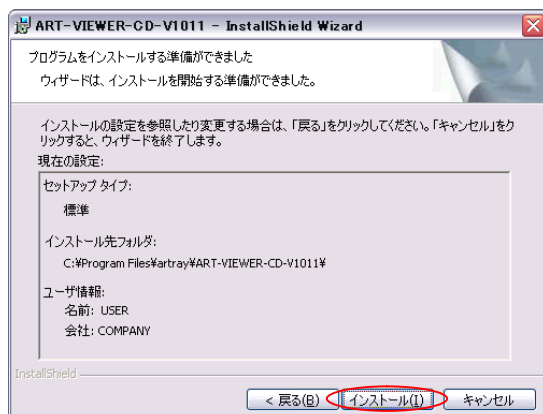 ART-VIEWER-CD-V1011 - InstallShield Wizard
プログラムをインストールする準備ができました
ウィザードは、インストールを開始する準備ができました。
インストールの設定を参照したり変更する場合は、「戻る」をクリックしてください。「キャンセル」をク
リックすると、ウィザードを終了します。
現在の設定:
セットアップ タイプ:
標準
インストール先フォルダ:
C:¥Program Files¥artray¥ART-VIEWER-CD-V1011¥
ユーザ情報:
名前: USER
会社: COMPANY
InstallShield
< 戻る(B) インストール(I) キャンセル